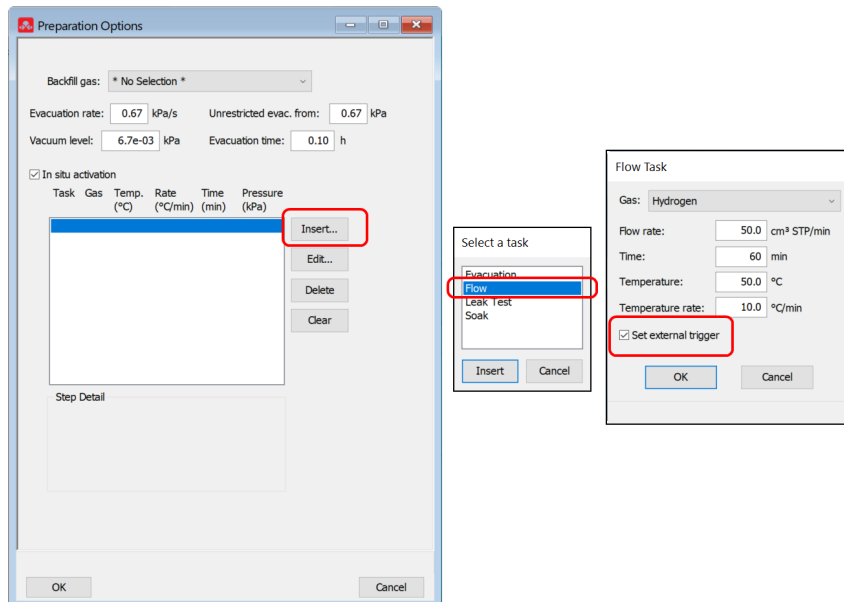 Preparation Options
Backfill gas: * No Selection *
Evacuation rate: 0.67 kPa/s Unrestricted evac. from: 0.67 kPa
Vacuum level: 6.7e-03 kPa Evacuation time: 0.10 h
In situ activation
Task Gas Temp. Rate Time Pressure
(°C) (°C/min) (min) (kPa)
Insert...
Edit...
Delete
Clear
Step Detail
OK Cancel
Select a task
Evacuation
Flow
Leak Test
Soak
Insert Cancel
Flow Task
Gas: Hydrogen
Flow rate: 50.0 cm³ STP/min
Time: 60 min
Temperature: 50.0 °C
Temperature rate: 10.0 °C/min
Set external trigger
OK Cancel